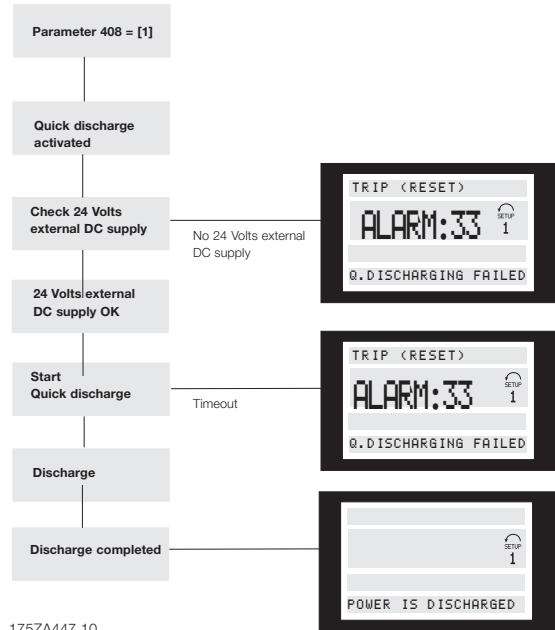 Parameter 408 = [1]
Quick discharge
activated
Check 24 Volts
external DC supply
No 24 Volts external
DC supply
TRIP (RESET)
ALARM:33
SETUP
1
Q.DISCHARGING FAILED
24 Volts external
DC supply OK
Start
Quick discharge
Timeout
TRIP (RESET)
ALARM:33
SETUP
1
Q.DISCHARGING FAILED
Discharge
Discharge completed
SETUP
1
POWER IS DISCHARGED
175ZA447.10